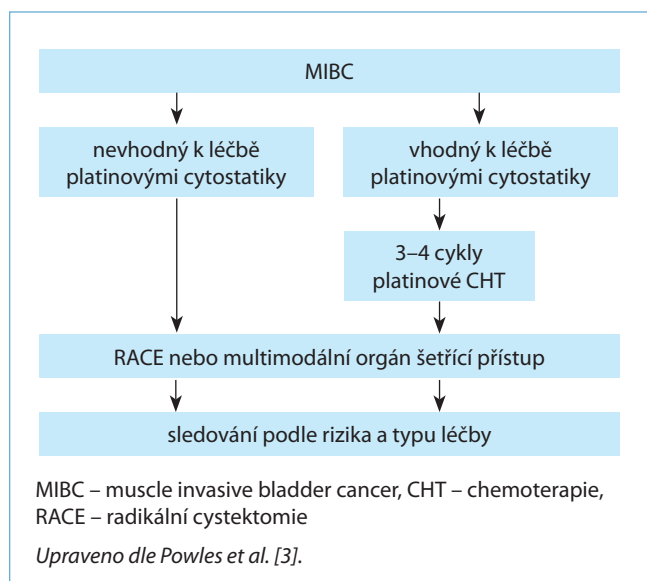 MIBC
nevhodný k léčbě
platinovými cytostatiky
vhodný k léčbě
platinovými cytostatiky
3–4 cykly
platinové CHT
RACE nebo multimodální orgán šetřící přístup
sledování podle rizika a typu léčby
MIBC – muscle invasive bladder cancer, CHT – chemoterapie,
RACE – radikální cystektomie
Upraveno dle Powles et al. [3].